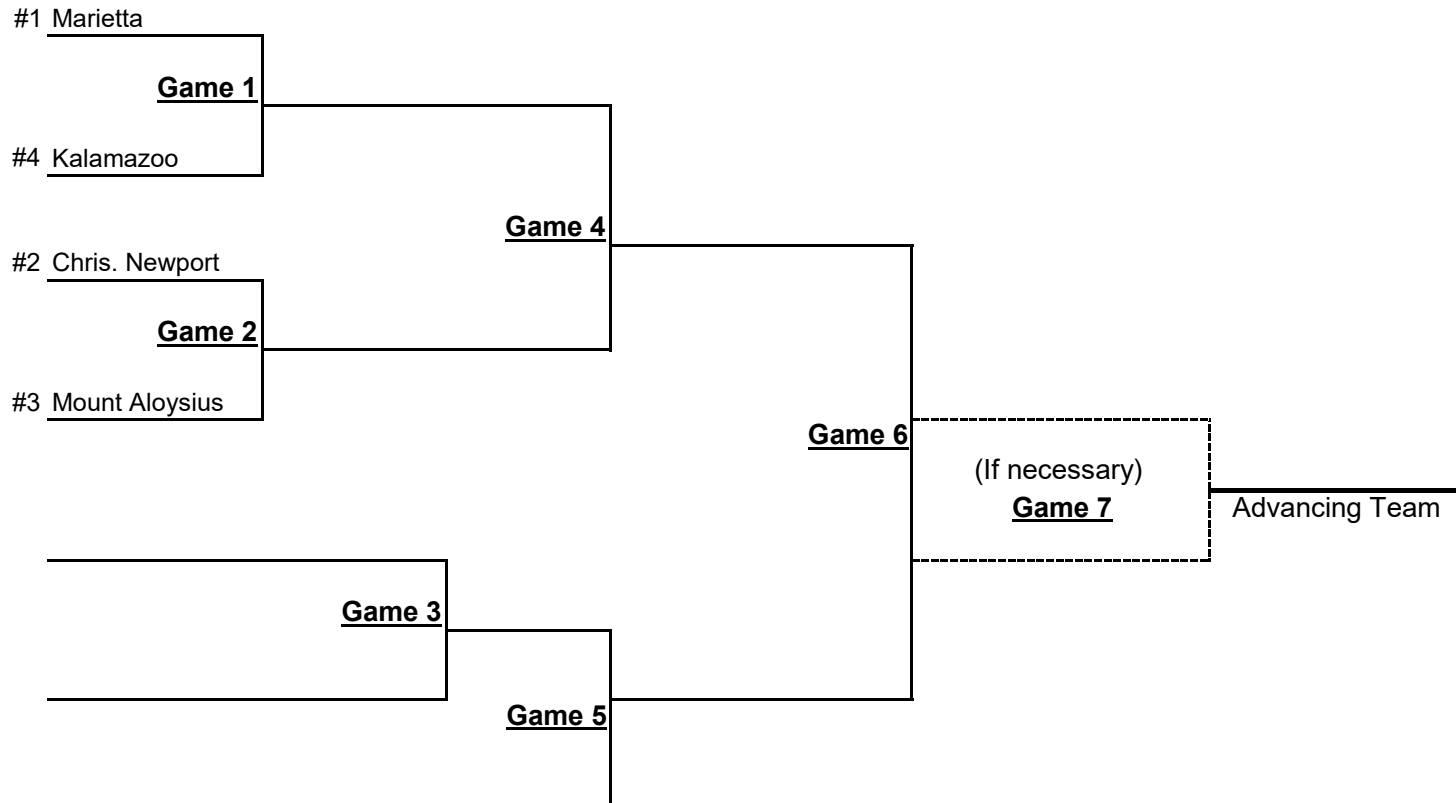 #1 Marietta
Game 1
#4 Kalamazoo
Game 4
#2 Chris. Newport
Game 2
#3 Mount Aloysius
Game 6
(If necessary)
Game 7
Advancing Team
Game 3
Game 5